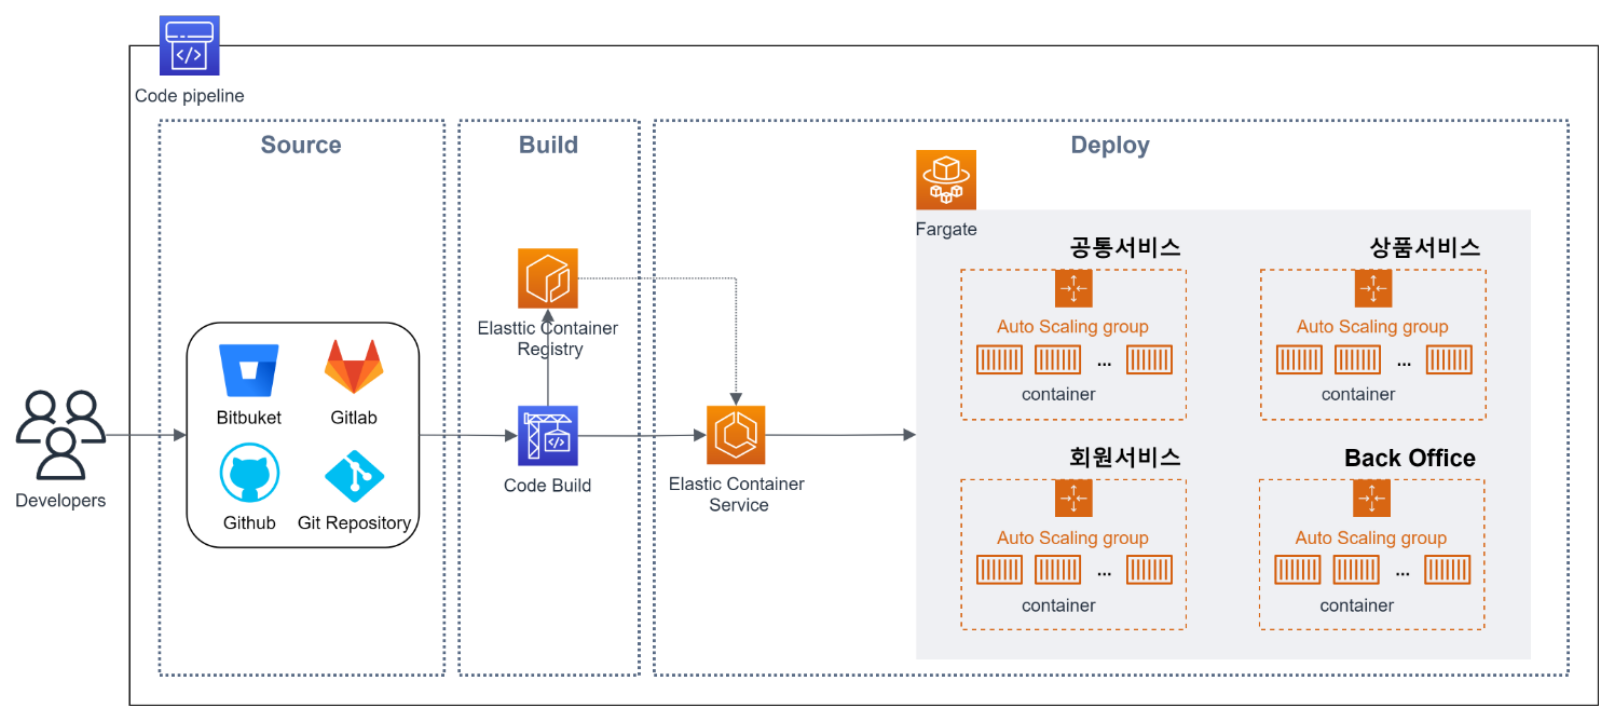 Code pipeline
Source
Build
Deploy
Fargate
Developers
Bitbuket
Gitlab
Github
Git Repository
Elasttic Container
Registry
Code Build
Elastic Container
Service
공통서비스
Auto Scaling group
...
container
상품서비스
Auto Scaling group
...
container
회원서비스
Auto Scaling group
...
container
Back Office
Auto Scaling group
...
container